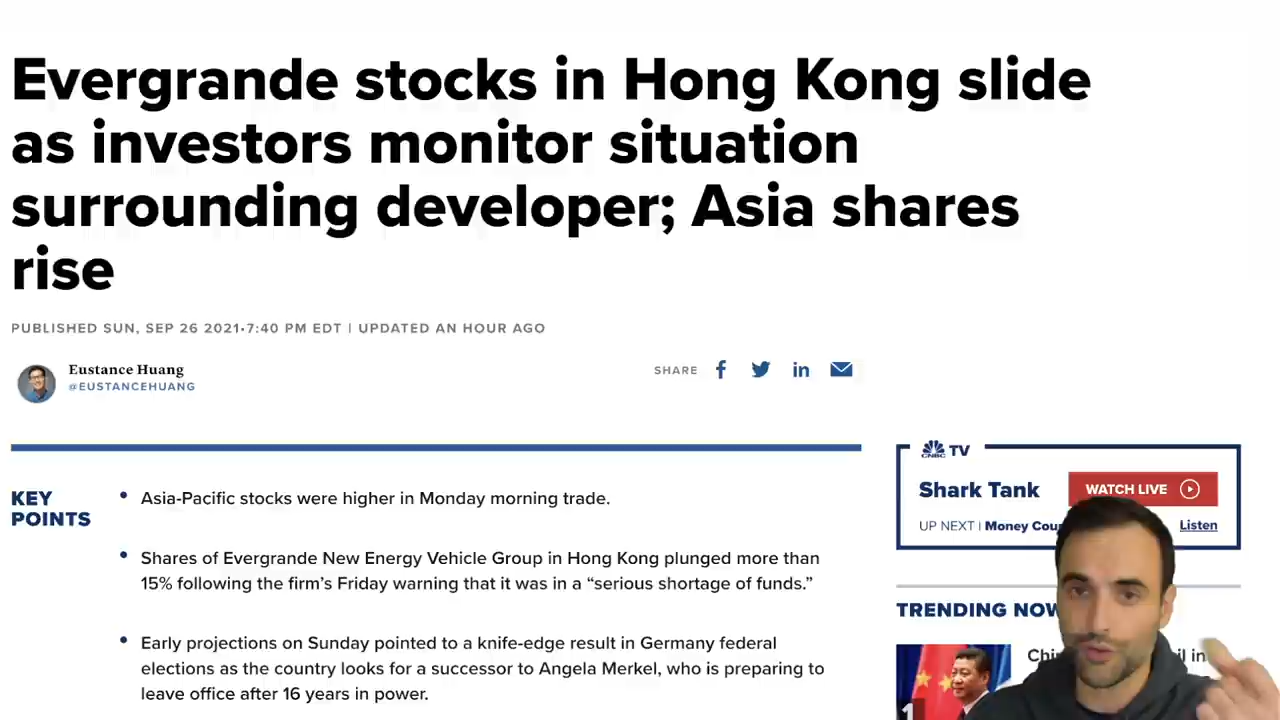 Evergrande stocks in Hong Kong slide
as investors monitor situation
surrounding developer; Asia shares
rise
PUBLISHED SUN, SEP 26 2021•7:40 PM EDT | UPDATED AN HOUR AGO
Eustance Huang
@EUSTANCEHUANG
SHARE
KEY
POINTS
• Asia-Pacific stocks were higher in Monday morning trade.
• Shares of Evergrande New Energy Vehicle Group in Hong Kong plunged more than
15% following the firm's Friday warning that it was in a “serious shortage of funds.”
• Early projections on Sunday pointed to a knife-edge result in Germany federal
elections as the country looks for a successor to Angela Merkel, who is preparing to
leave office after 16 years in power.
CNBC TV
Shark Tank
WATCH LIVE
UP NEXT | Money
Listen
TRENDING NOW
1